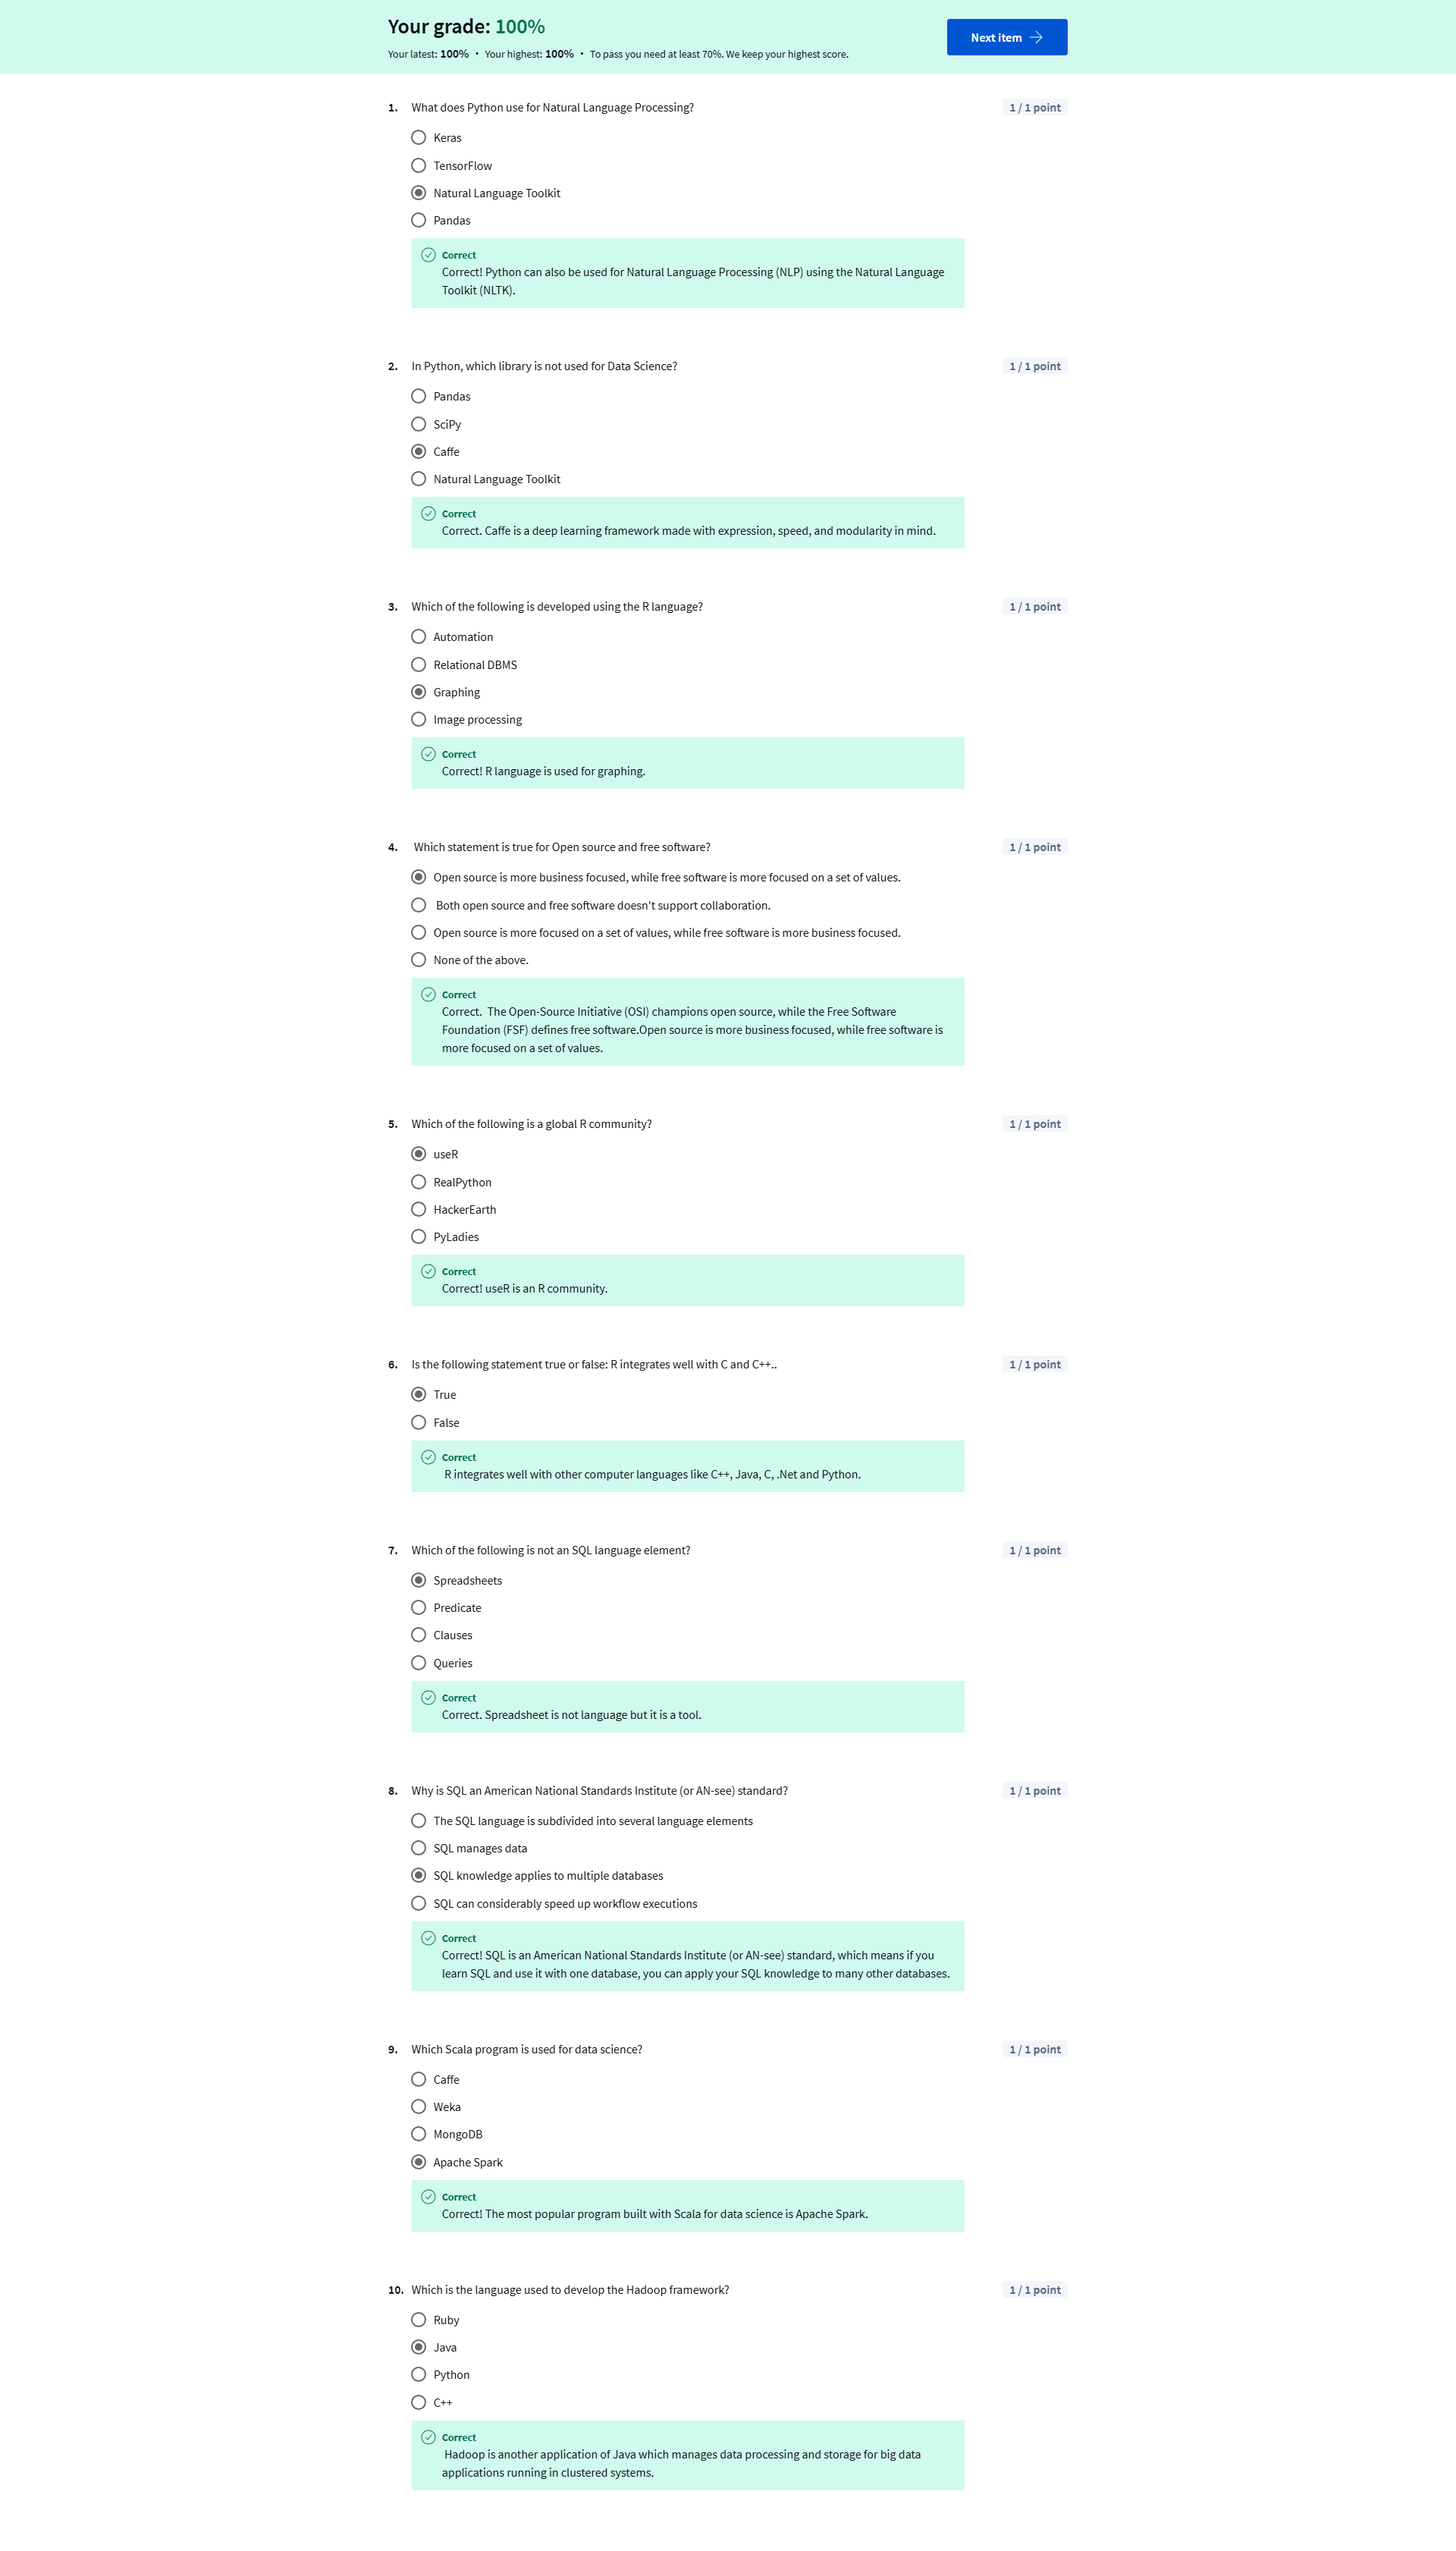 Your grade: 100%
Your latest: 100% • Your highest: 100% • To pass you need at least 70%. We keep your highest score.
Next item
1. What does Python use for Natural Language Processing?
1 / 1 point
Keras
TensorFlow
Natural Language Toolkit
Pandas
Correct
Correct! Python can also be used for Natural Language Processing (NLP) using the Natural Language
Toolkit (NLTK).
2. In Python, which library is not used for Data Science?
1 / 1 point
Pandas
SciPy
Caffe
Natural Language Toolkit
Correct
Correct. Caffe is a deep learning framework made with expression, speed, and modularity in mind.
3. Which of the following is developed using the R language?
1 / 1 point
Automation
Relational DBMS
Graphing
Image processing
Correct
Correct! R language is used for graphing.
4. Which statement is true for Open source and free software?
1 / 1 point
Open source is more business focused, while free software is more focused on a set of values.
Both open source and free software doesn't support collaboration.
Open source is more focused on a set of values, while free software is more business focused.
None of the above.
Correct
Correct. The Open-Source Initiative (OSI) champions open source, while the Free Software
Foundation (FSF) defines free software.Open source is more business focused, while free software is
more focused on a set of values.
5. Which of the following is a global R community?
1 / 1 point
useR
RealPython
HackerEarth
PyLadies
Correct
Correct! useR is an R community.
6. Is the following statement true or false: R integrates well with C and C++..
1 / 1 point
True
False
Correct
R integrates well with other computer languages like C++, Java, C, .Net and Python.
7. Which of the following is not an SQL language element?
1 / 1 point
Spreadsheets
Predicate
Clauses
Queries
Correct
Correct. Spreadsheet is not language but it is a tool.
8. Why is SQL an American National Standards Institute (or AN-see) standard?
1 / 1 point
The SQL language is subdivided into several language elements
SQL manages data
SQL knowledge applies to multiple databases
SQL can considerably speed up workflow executions
Correct
Correct! SQL is an American National Standards Institute (or AN-see) standard, which means if you
learn SQL and use it with one database, you can apply your SQL knowledge to many other databases.
9. Which Scala program is used for data science?
1 / 1 point
Caffe
Weka
MongoDB
Apache Spark
Correct
Correct! The most popular program built with Scala for data science is Apache Spark.
10. Which is the language used to develop the Hadoop framework?
1 / 1 point
Ruby
Java
Python
C++
Correct
Hadoop is another application of Java which manages data processing and storage for big data
applications running in clustered systems.